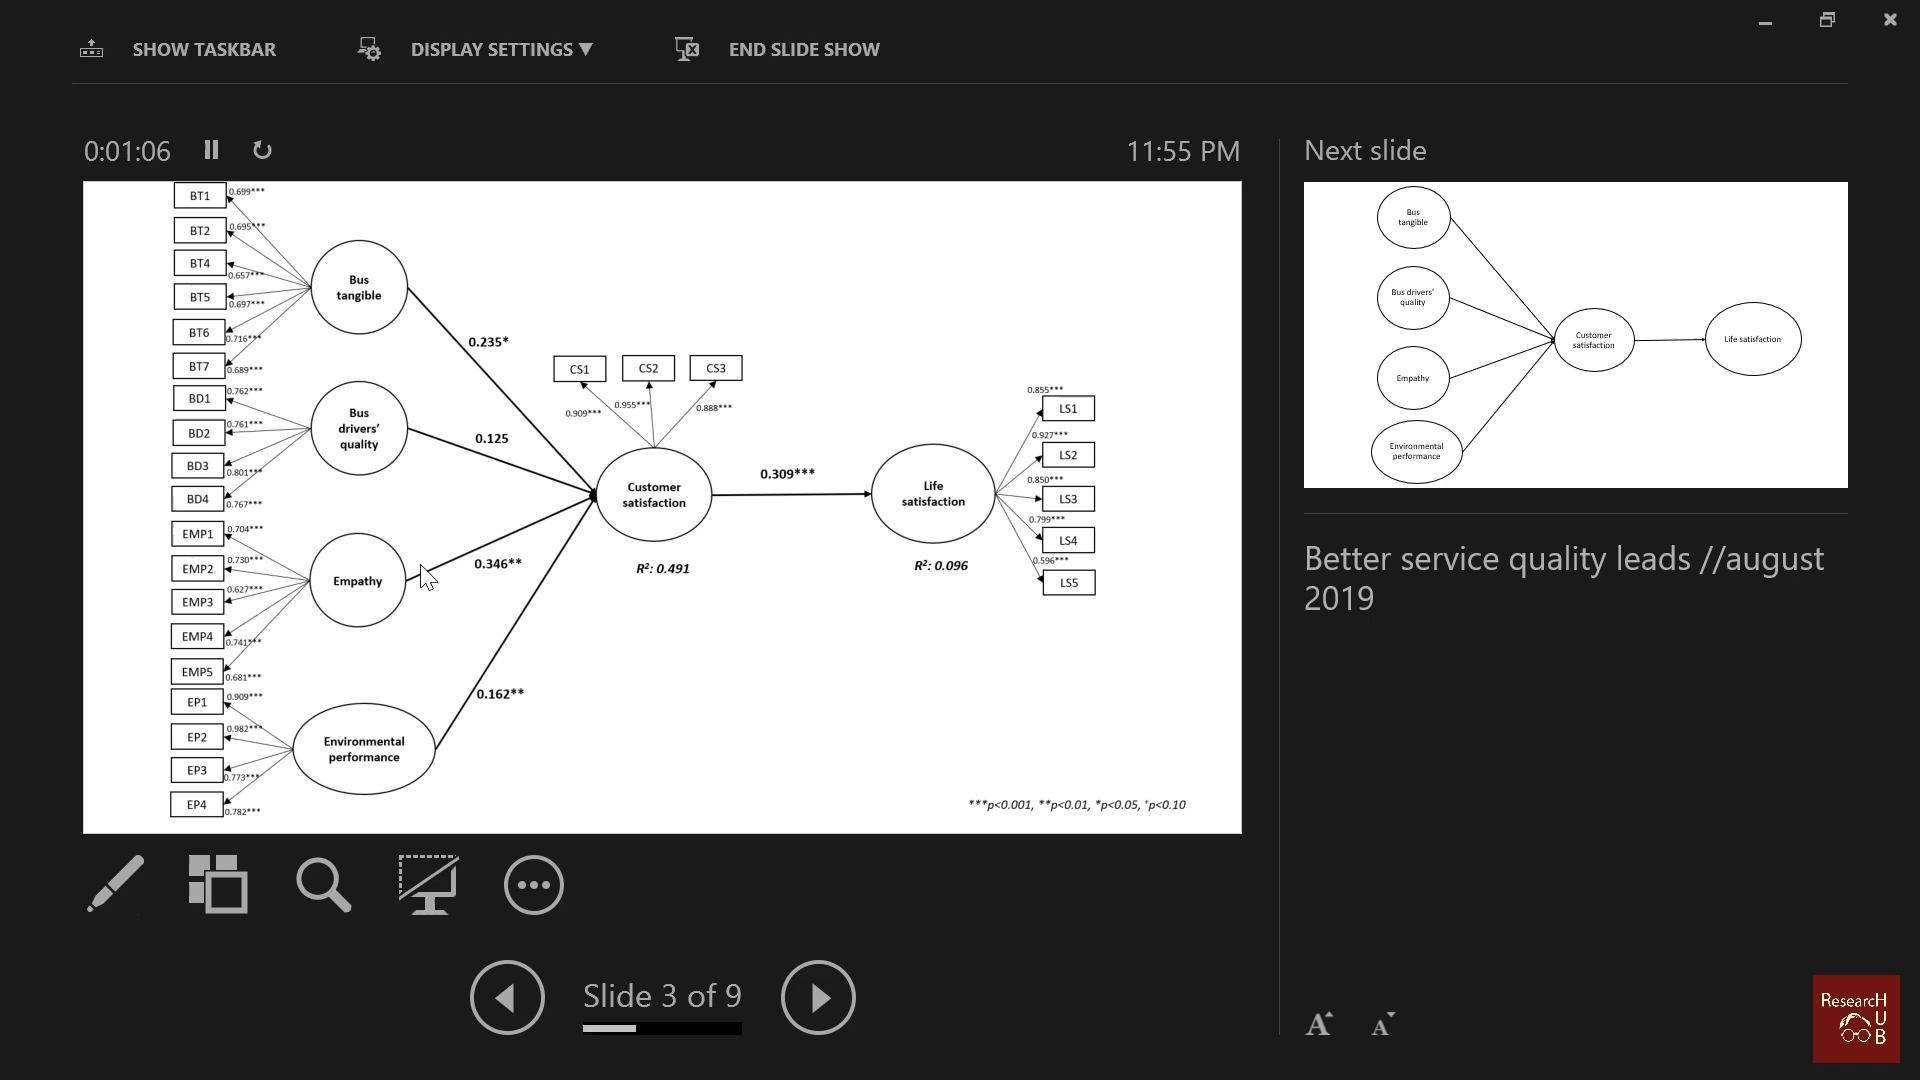 SHOW TASKBAR
DISPLAY SETTINGS ▼
END SLIDE SHOW
0:01:06
11:55 PM
Next slide
BT1
0.699***
BT2
0.695***
BT4
0.657***
BT5
0.697***
BT6
0.716***
BT7
0.689***
BD1
0.762***
BD2
0.761***
BD3
0.801***
BD4
0.767***
EMP1
0.704***
EMP2
0.730***
EMP3
0.627***
EMP4
0.741***
EMP5
0.681***
EP1
0.909***
EP2
0.982***
EP3
0.773***
EP4
0.782***
Bus
tangible
Bus
drivers’
quality
Empathy
Environmental
performance
0.235*
0.125
0.346**
0.162**
CS1
CS2
CS3
0.909***
0.955***
0.888***
Customer
satisfaction
R²: 0.491
0.309***
Life
satisfaction
R²: 0.096
0.855***
LS1
0.927***
LS2
0.850***
LS3
0.799***
LS4
0.596***
LS5
***p<0.001, **p<0.01, *p<0.05, ⁺p<0.10
Bus
tangible
Bus drivers’
quality
Empathy
Environmental
performance
Customer
satisfaction
Life satisfaction
Better service quality leads //august
2019
Slide 3 of 9
A
A
ResearcH
U
B